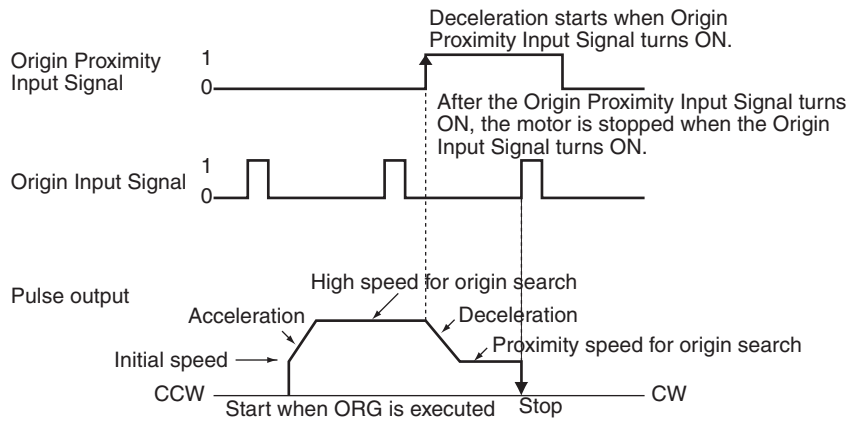 Deceleration starts when Origin
Proximity Input Signal turns ON.
Origin Proximity
Input Signal
1
0
After the Origin Proximity Input Signal turns
ON, the motor is stopped when the Origin
Input Signal turns ON.
Origin Input Signal
1
0
Pulse output
High speed for origin search
Acceleration
Deceleration
Initial speed
Proximity speed for origin search
CCW
CW
Start when ORG is executed
Stop